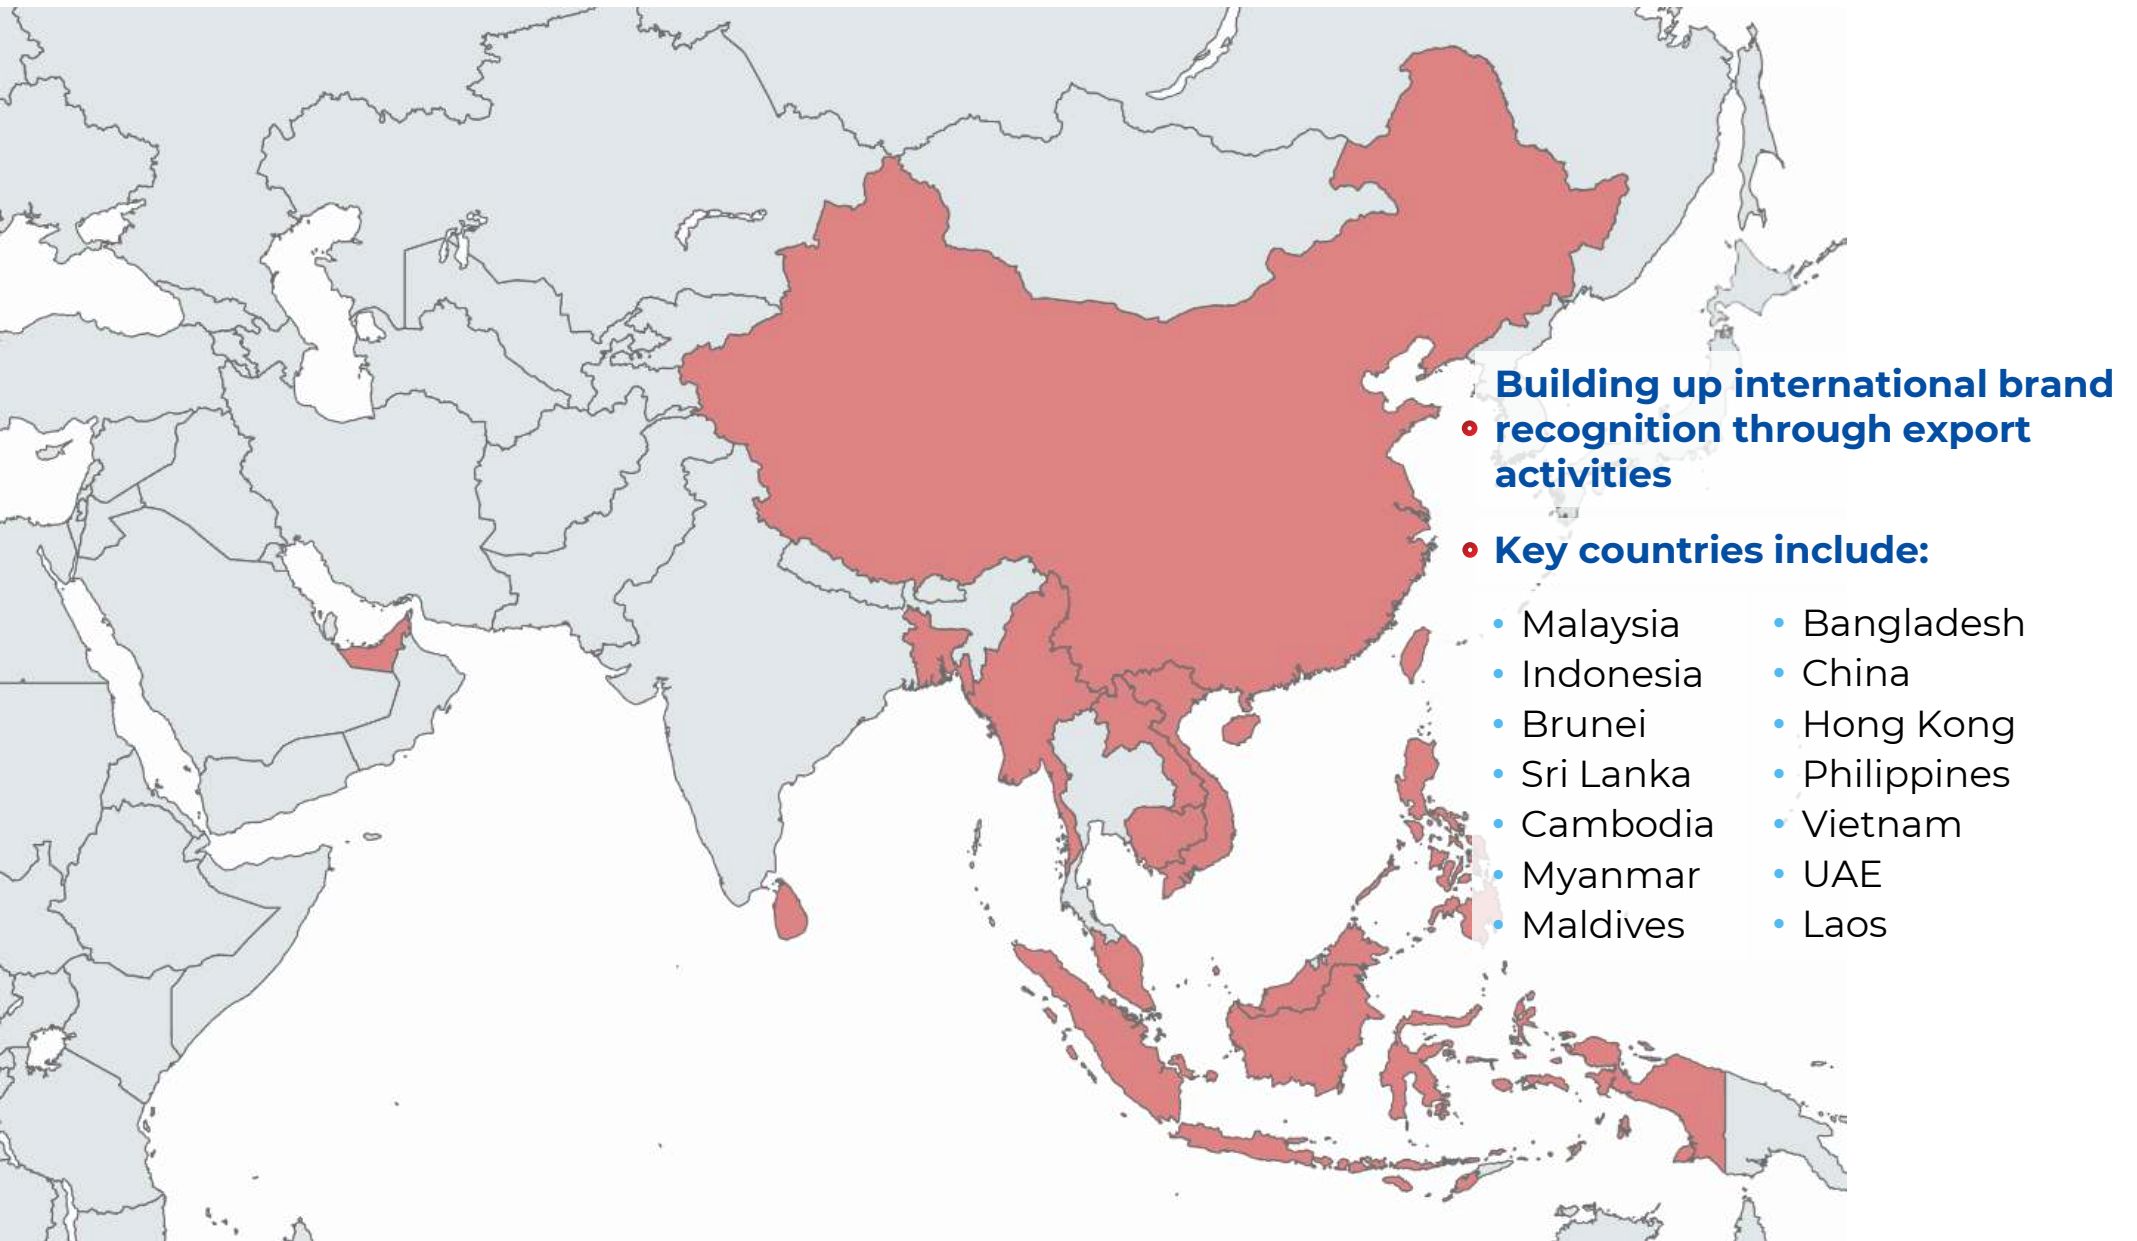 Building up international brand
recognition through export
activities
Key countries include:
Malaysia
Indonesia
Brunei
Sri Lanka
Cambodia
Myanmar
Maldives
Bangladesh
China
Hong Kong
Philippines
Vietnam
UAE
Laos